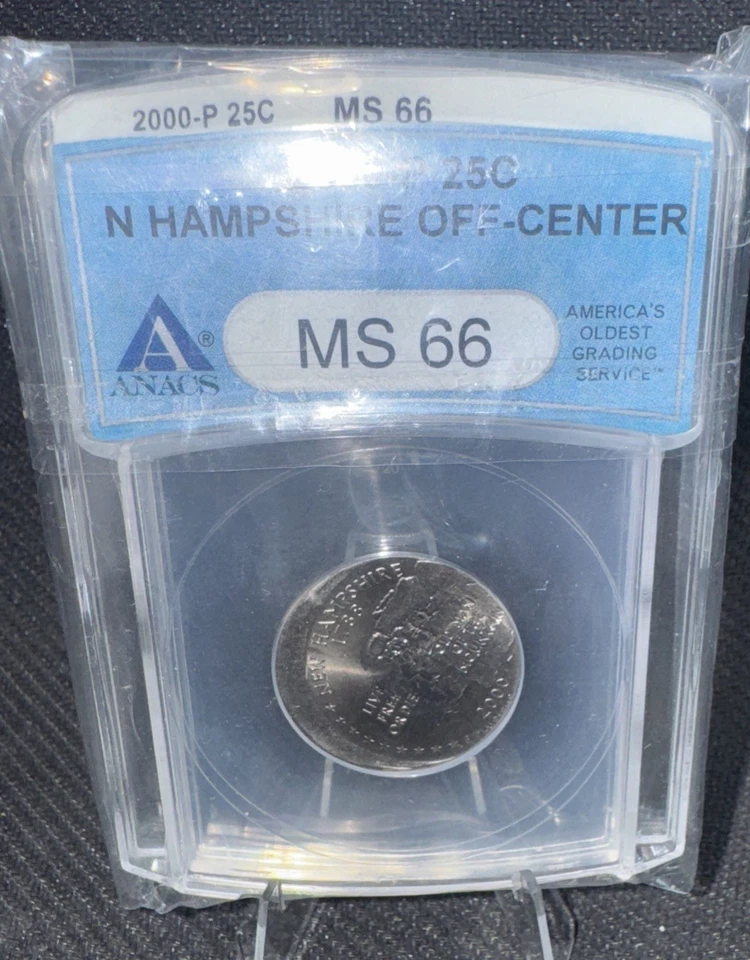 2000-P 25C MS 66
25C
N HAMPSHIRE OFF-CENTER
MS 66
ANACS®
AMERICA'S
OLDEST
GRADING
SERVICE™
NEW HAMPSHIRE
1788
LIVE
FREE
OR DIE
2000